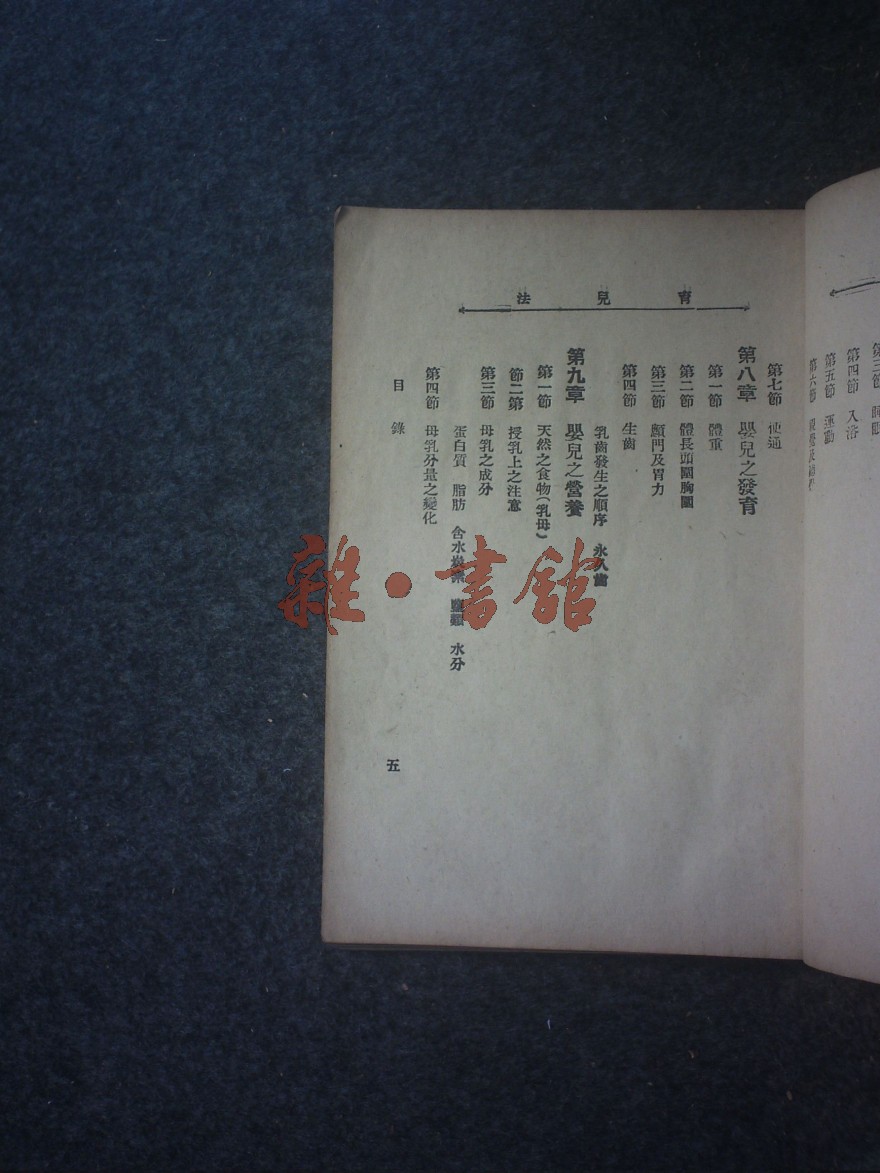 第四節 入浴
第五節 運動
育兒法
第七節 便通
第八章 嬰兒之發育
第一節 體重
第二節 體長頭圍胸圍
第三節 顖門及胃力
第四節 生齒
乳齒發生之順序 永久齒
第九章 嬰兒之營養
第一節 天然之食物(乳母)
節二第 授乳上之注意
第三節 母乳之成分
蛋白質 脂肪 含水炭素 鹽類 水分
第四節 母乳分量之變化
目錄
五
雜·書館